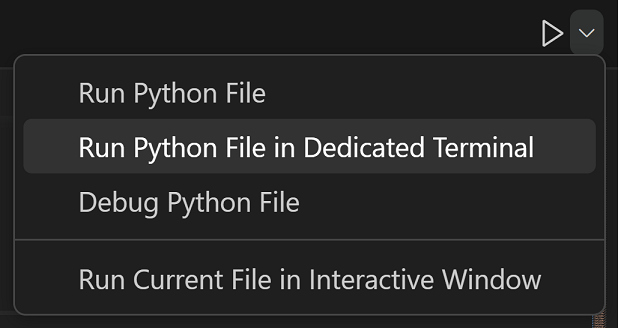 Run Python File
Run Python File in Dedicated Terminal
Debug Python File
Run Current File in Interactive Window